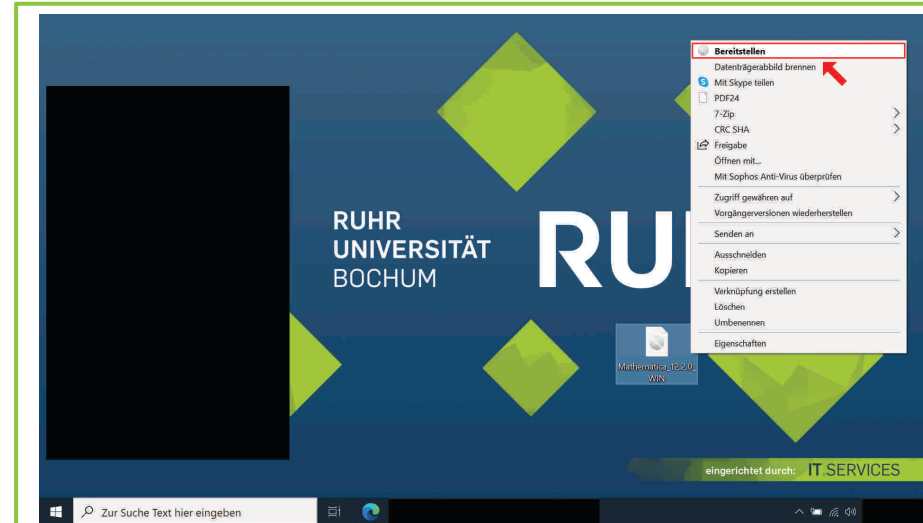 Bereitstellen
Datenträgerabbild brennen
Mit Skype teilen
PDF24
7-Zip
CRC SHA
Freigabe
Öffnen mit...
Mit Sophos Anti-Virus überprüfen
Zugriff gewähren auf
Vorgängerversionen wiederherstellen
Senden an
Ausschneiden
Kopieren
Verknüpfung erstellen
Löschen
Umbenennen
Eigenschaften
RUHR
UNIVERSITÄT
BOCHUM
RU
Mathematica_12.2.0_
WIN
eingerichtet durch: IT.SERVICES
Zur Suche Text hier eingeben